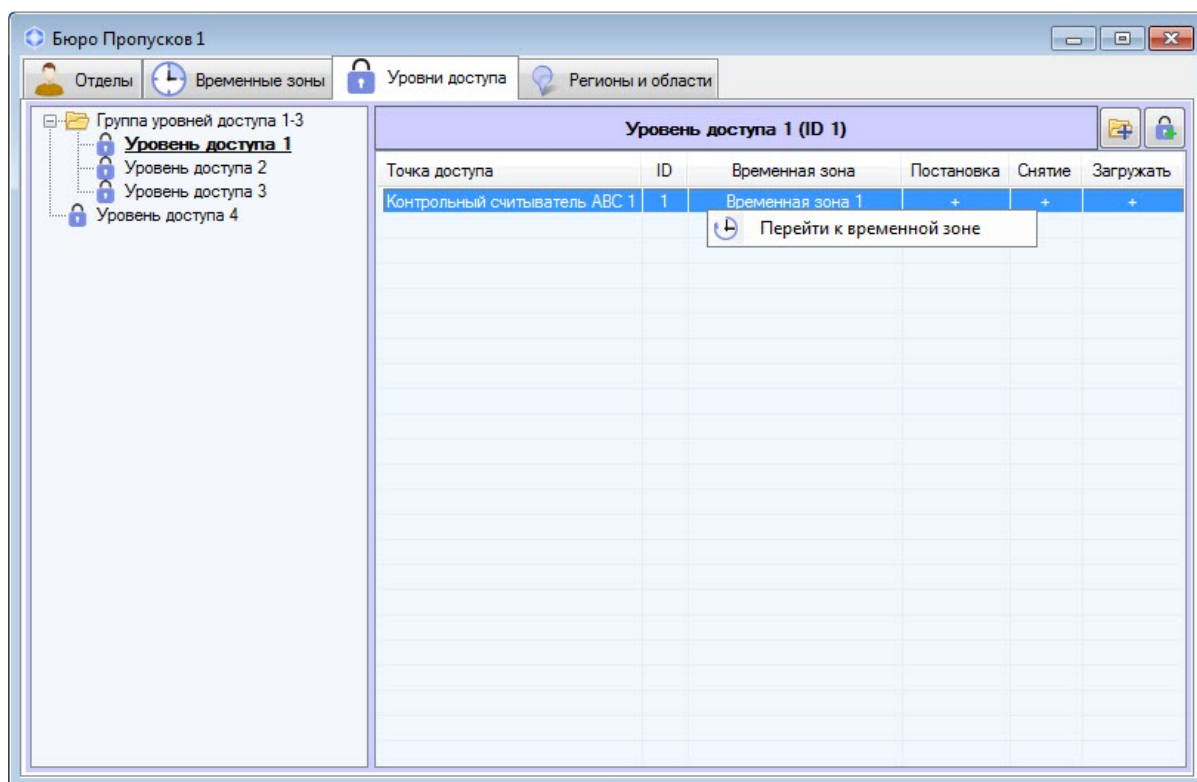 Бюро Пропусков 1
Отделы Временные зоны Уровни доступа Регионы и области
Группа уровней доступа 1-3
Уровень доступа 1
Уровень доступа 2
Уровень доступа 3
Уровень доступа 4
Уровень доступа 1 (ID 1)
Точка доступа ID Временная зона Постановка Снятие Загружать
Контрольный считыватель АВС 1 1 Временная зона 1 + + +
Перейти к временной зоне